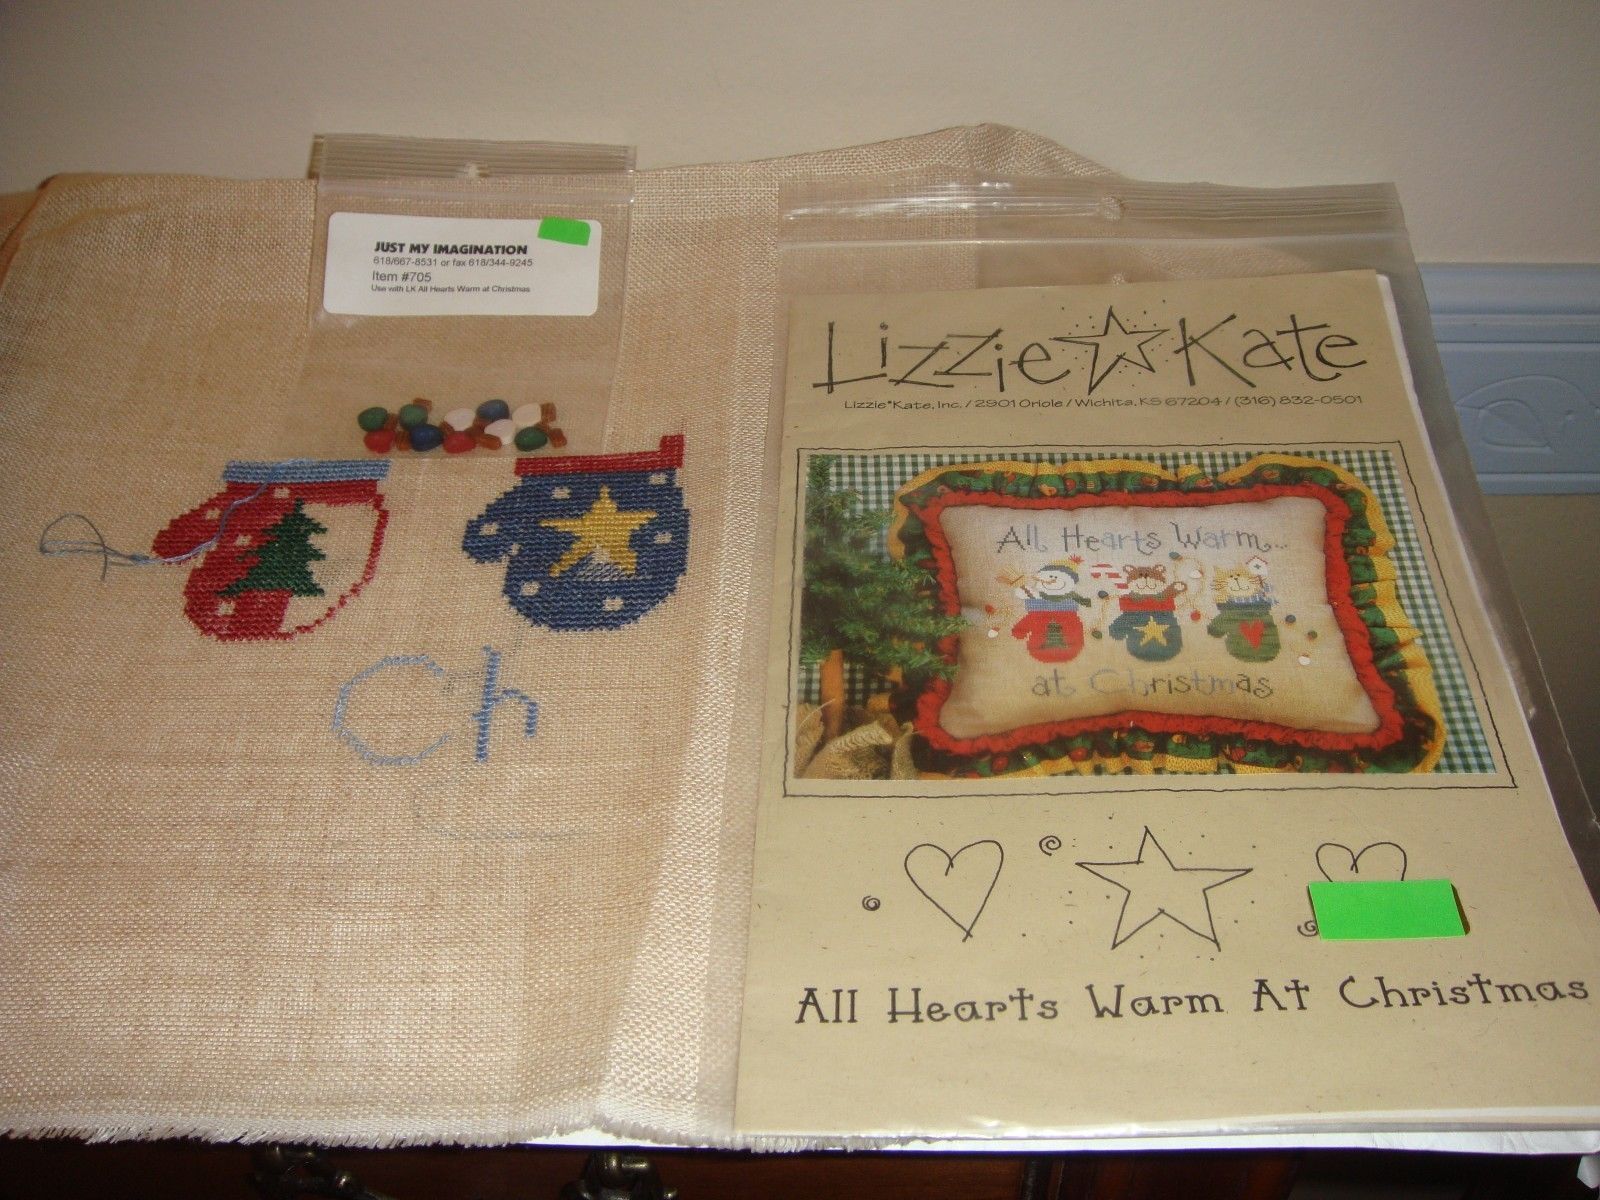 JUST MY IMAGINATION
618/667-8531 or fax 618/344-9245
Item #705
Use with LK All Hearts Warm at Christmas
Lizzie☆Kate
Lizzie*Kate, Inc. / 2901 Oriole / Wichita, KS 67204 / (316) 832-0501
All Hearts Warm...
at Christmas
Ch
All Hearts Warm At Christmas